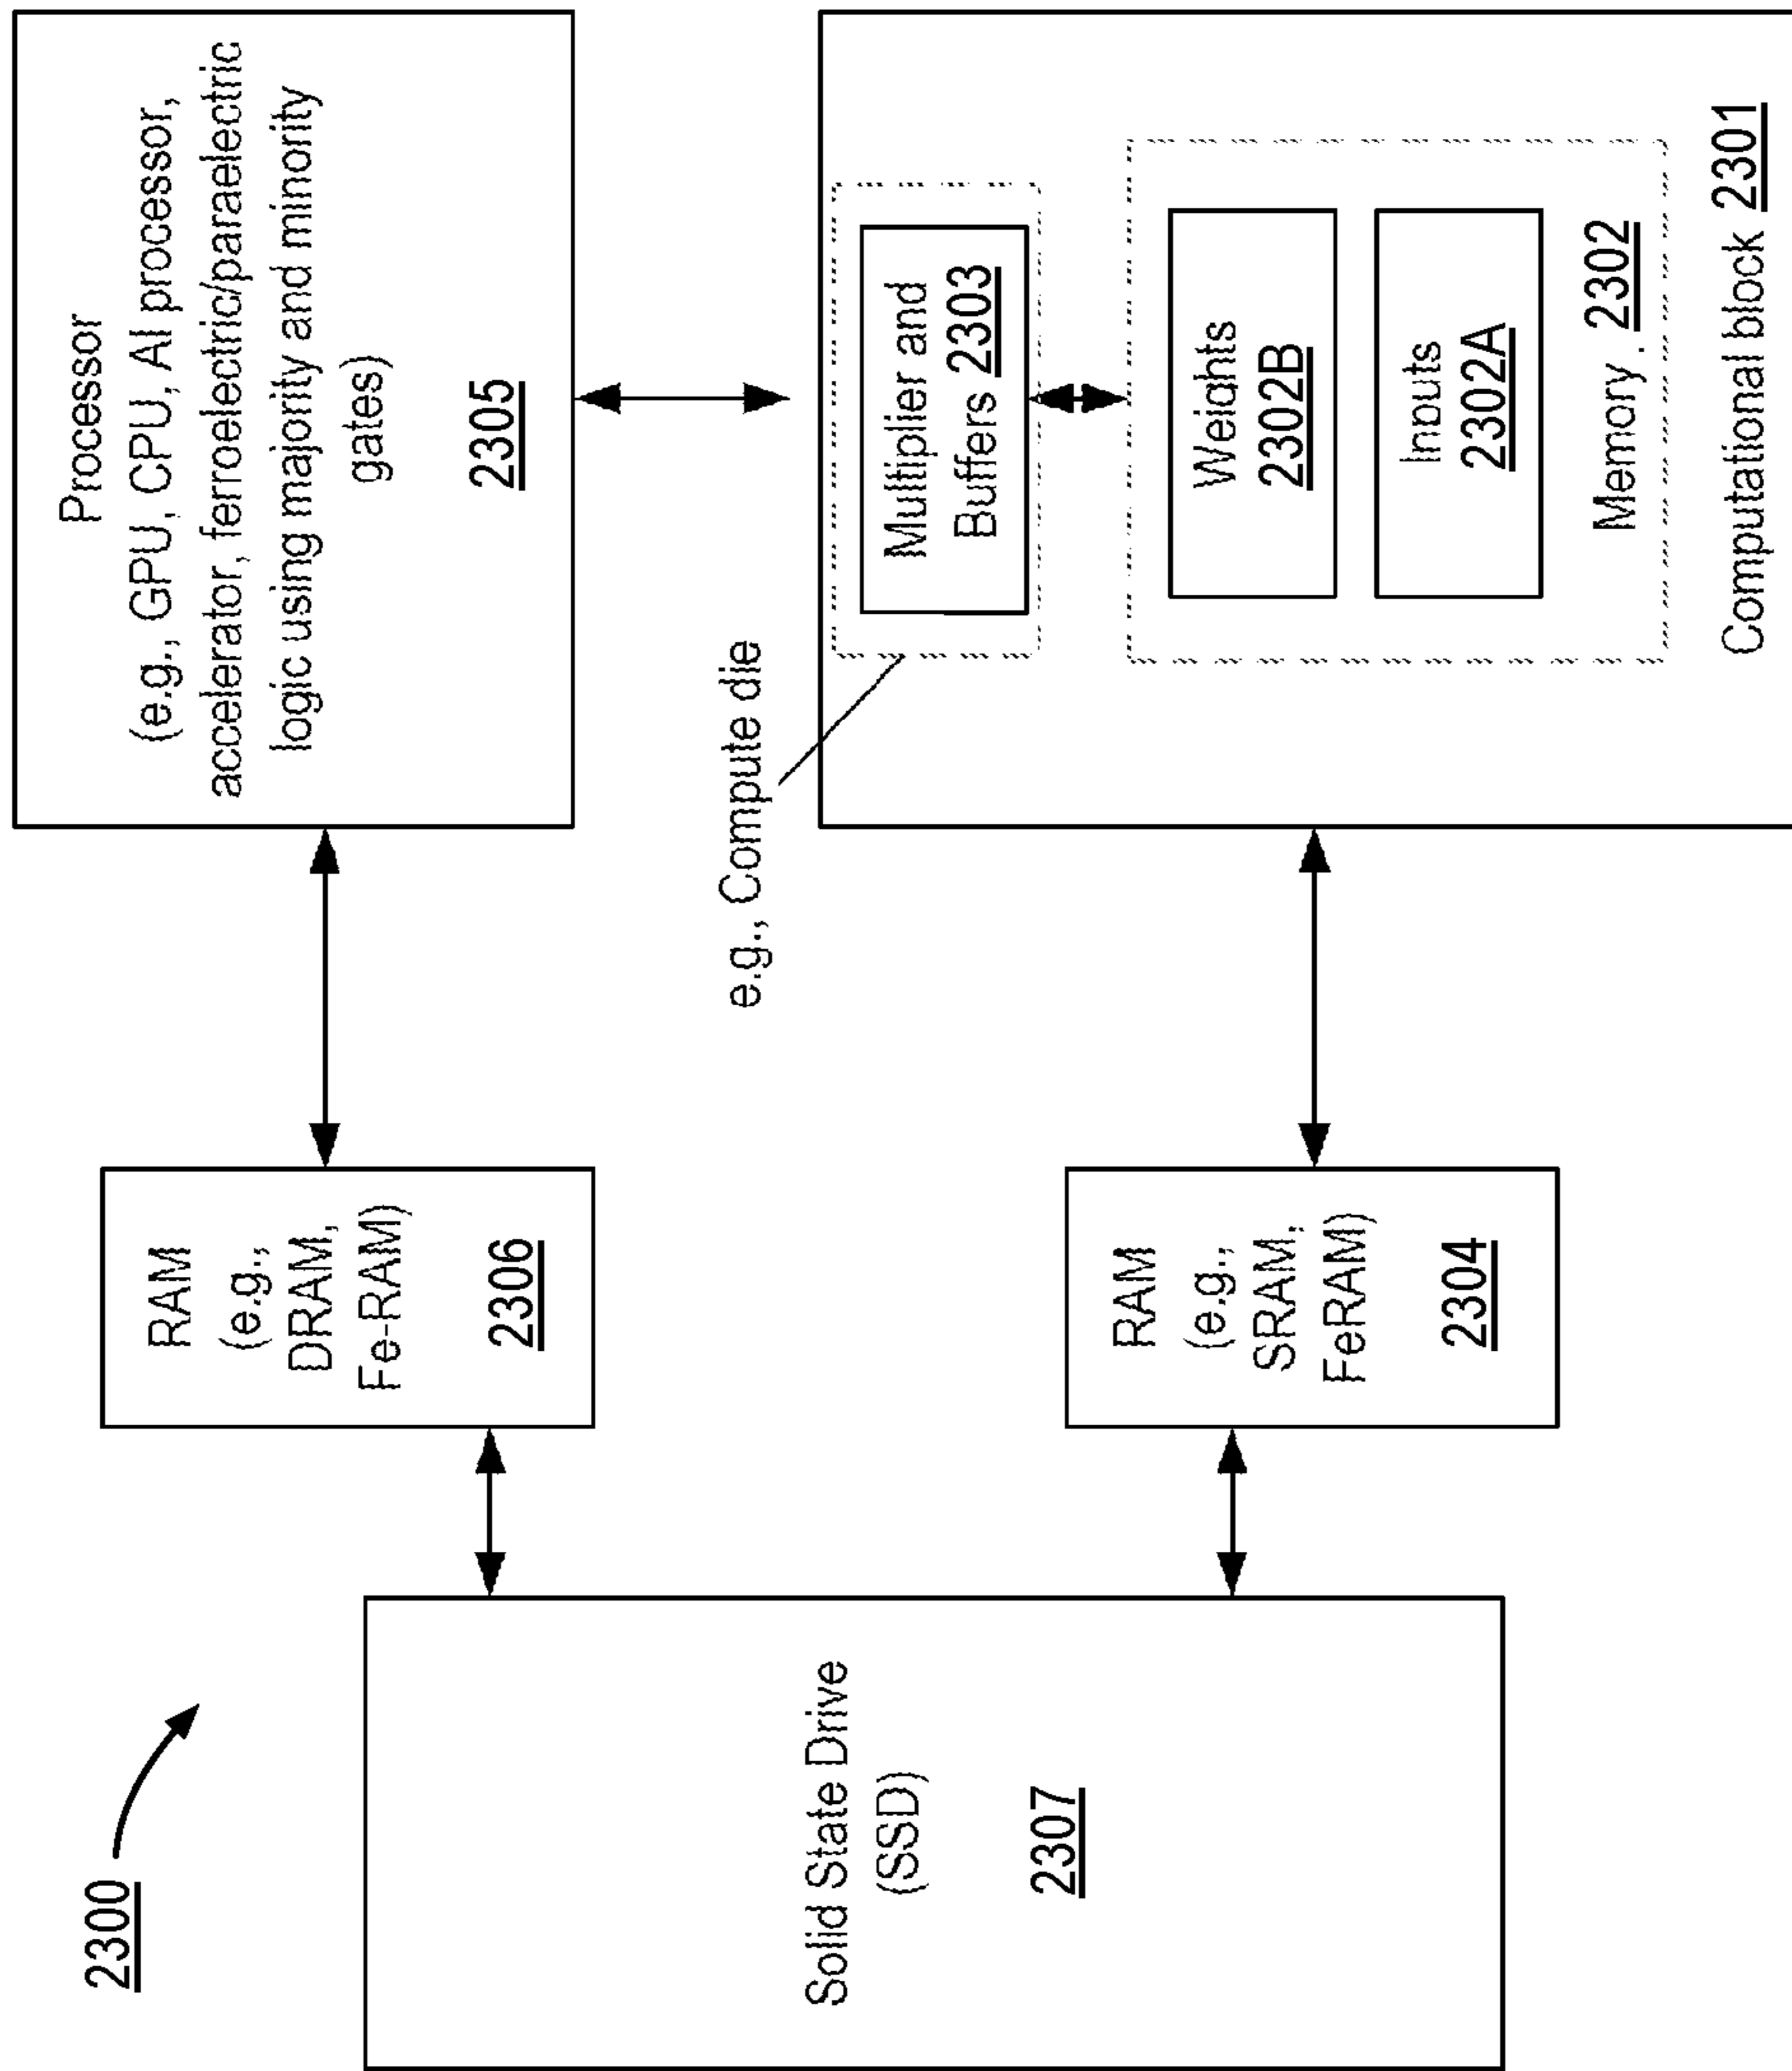 2300
Solid State Drive
(SSD)
2307
RAM
(e.g.,
DRAM,
Fe-RAM)
2306
RAM
(e.g.,
SRAM,
FeRAM)
2304
Processor
(e.g., GPU, CPU, AI processor,
accelerator, ferroelectric/paraelectric
logic using majority and minority
gates)
2305
e.g., Compute die
Multiplier and
Buffers 2303
Weights
2302B
Inputs
2302A
Memory . 2302
Computational block 2301